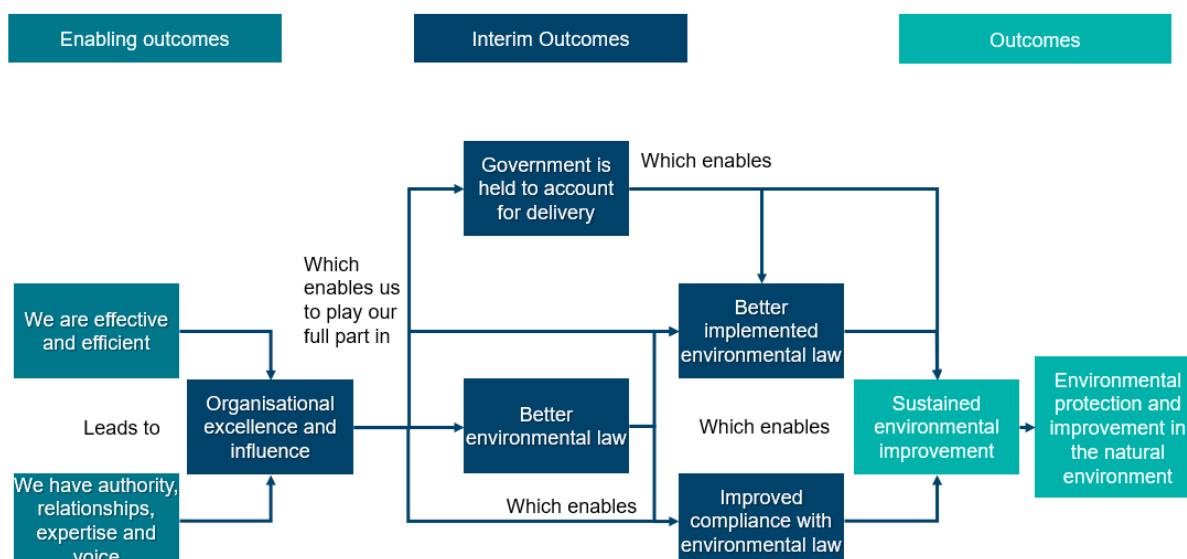 Enabling outcomes
Interim Outcomes
Outcomes
Government is
held to account
for delivery
Which enables
Which
enables us
to play our
full part in
We are effective
and efficient
Better
implemented
environmental law
Leads to
Organisational
excellence and
influence
Better
environmental law
Which enables
Sustained
environmental
improvement
Environmental
protection and
improvement in
the natural
environment
We have authority,
relationships,
expertise and
voice
Which enables
Improved
compliance with
environmental law